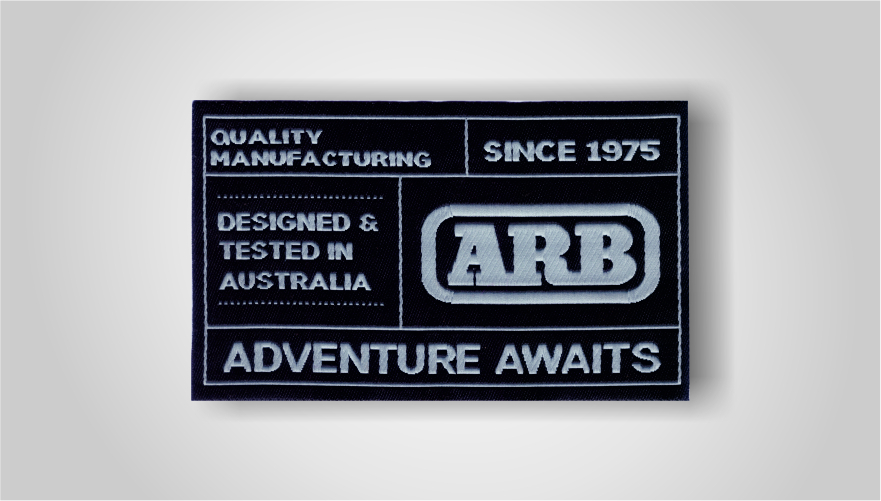 QUALITY
MANUFACTURING
SINCE 1975
DESIGNED &
TESTED IN
AUSTRALIA
ARB
ADVENTURE AWAITS